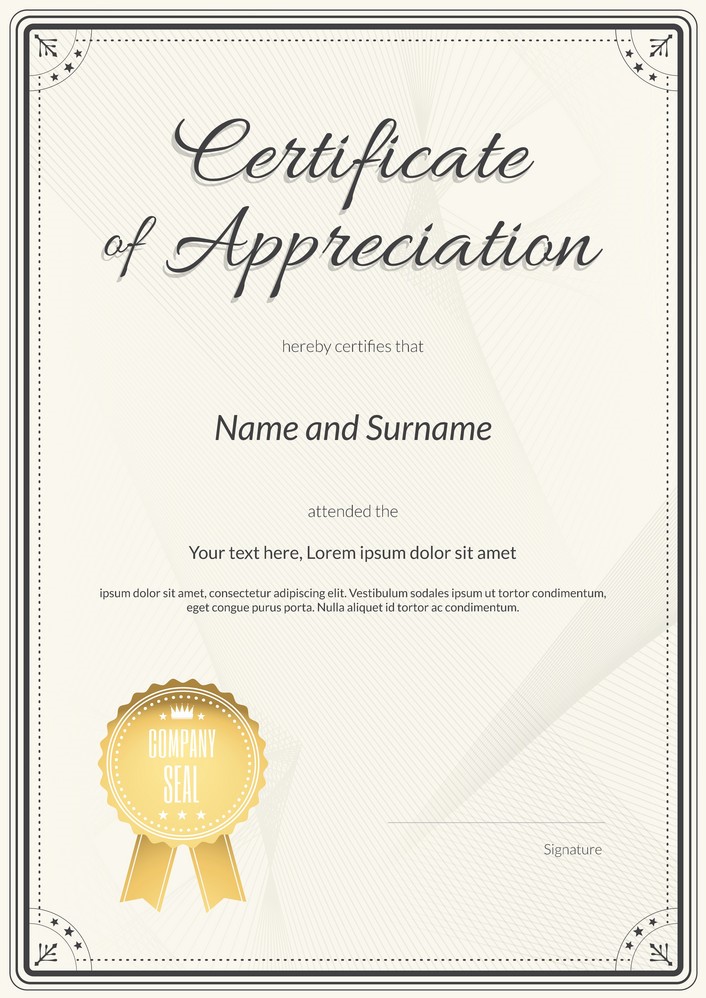 Certificate
of Appreciation
hereby certifies that
Name and Surname
attended the
Your text here, Lorem ipsum dolor sit amet
ipsum dolor sit amet, consectetur adipiscing elit. Vestibulum sodales ipsum ut tortor condimentum,
eget congue purus porta. Nulla aliquet id tortor ac condimentum.
COMPANY
SEAL
Signature